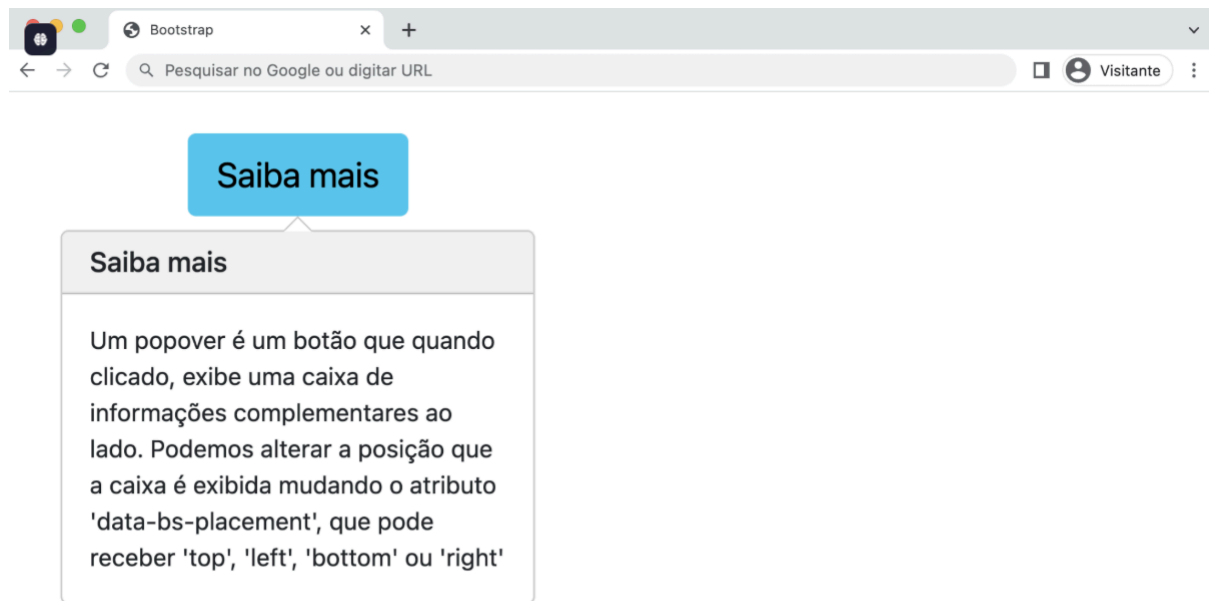 Bootstrap
Pesquisar no Google ou digitar URL
Visitante
Saiba mais
Saiba mais
Um popover é um botão que quando
clicado, exibe uma caixa de
informações complementares ao
lado. Podemos alterar a posição que
a caixa é exibida mudando o atributo
'data-bs-placement', que pode
receber 'top', 'left', 'bottom' ou 'right'